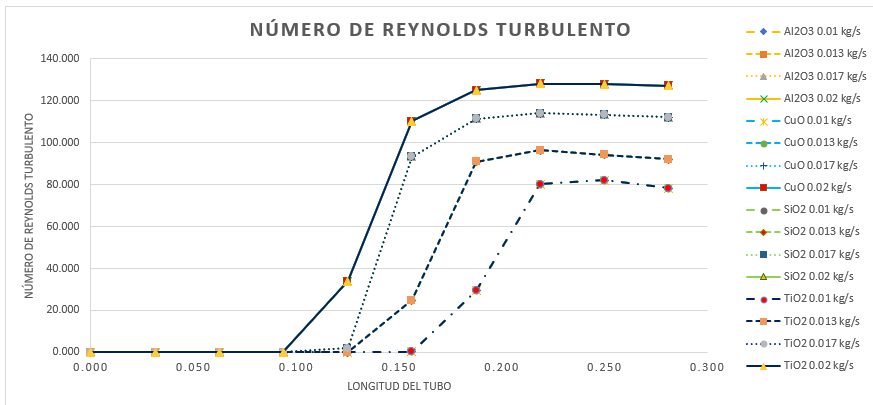 NÚMERO DE REYNOLDS TURBULENTO
NÚMERO DE REYNOLDS TURBULENTO
140.000
120.000
100.000
80.000
60.000
40.000
20.000
0.000
0.000 0.050 0.100 0.150 0.200 0.250 0.300
LONGITUD DEL TUBO
Al2O3 0.01 kg/s
Al2O3 0.013 kg/s
Al2O3 0.017 kg/s
Al2O3 0.02 kg/s
CuO 0.01 kg/s
CuO 0.013 kg/s
CuO 0.017 kg/s
CuO 0.02 kg/s
SiO2 0.01 kg/s
SiO2 0.013 kg/s
SiO2 0.017 kg/s
SiO2 0.02 kg/s
TiO2 0.01 kg/s
TiO2 0.013 kg/s
TiO2 0.017 kg/s
TiO2 0.02 kg/s